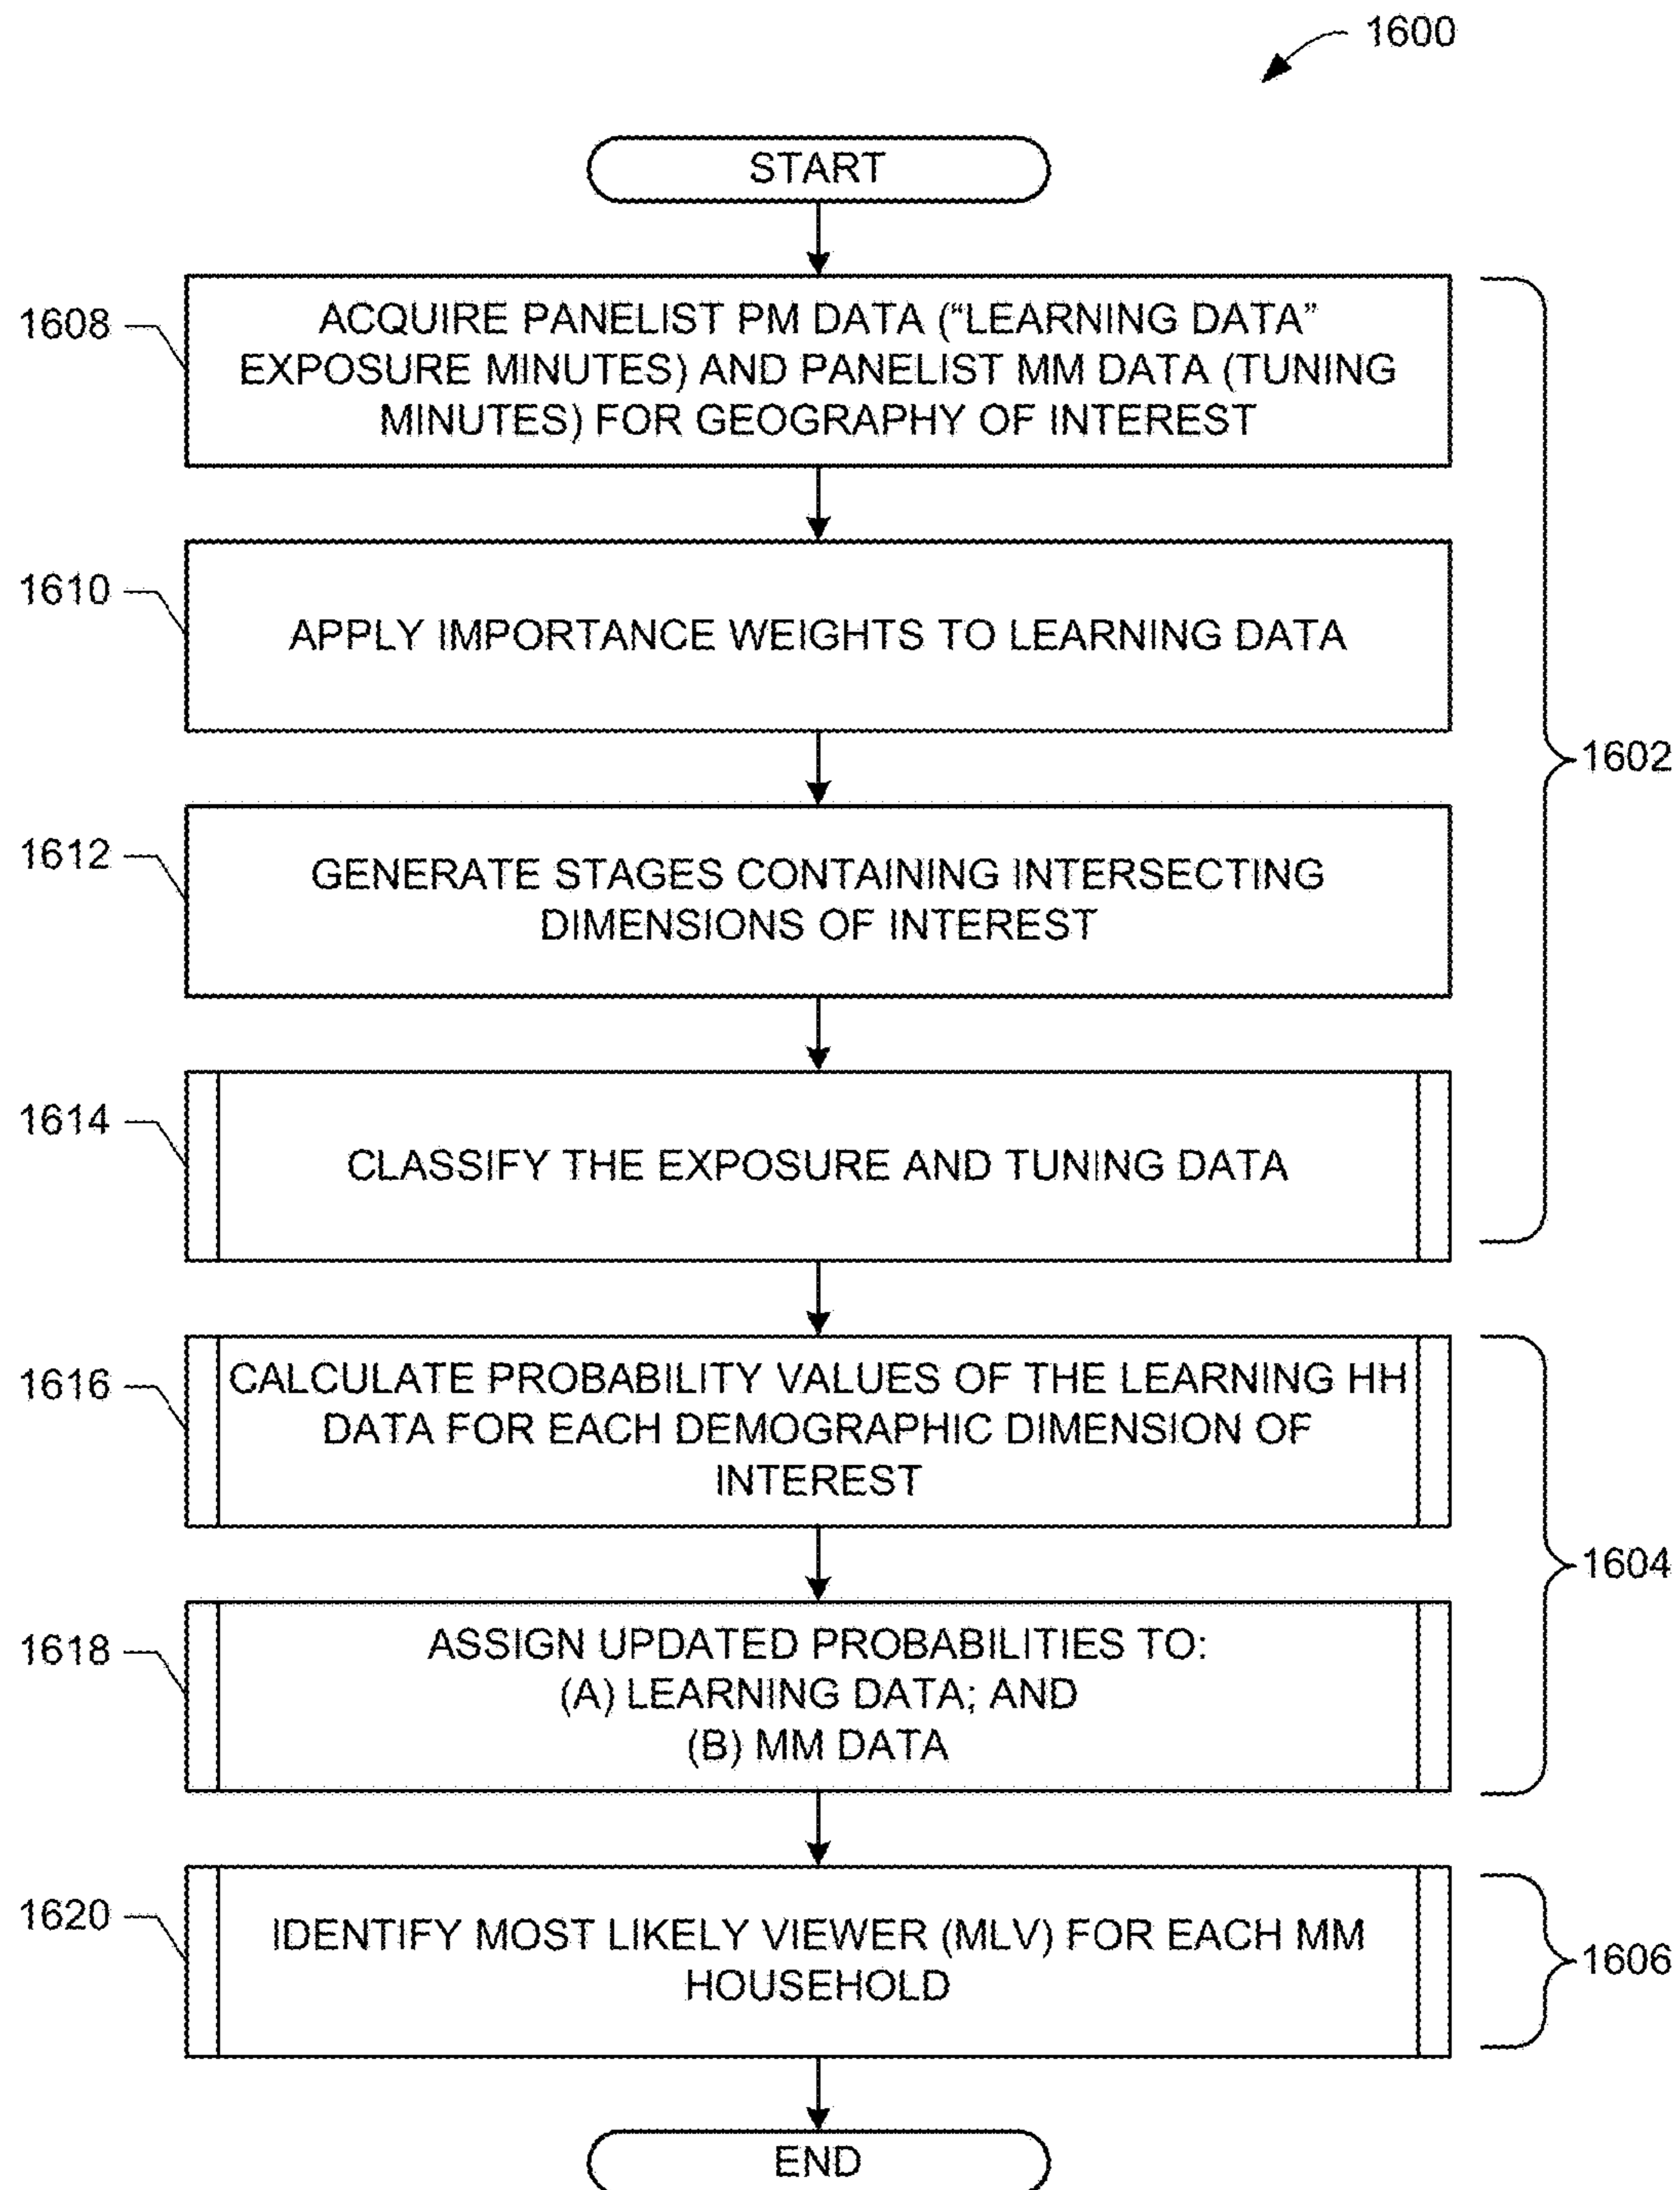 1600
START
1608
ACQUIRE PANELIST PM DATA (“LEARNING DATA”
EXPOSURE MINUTES) AND PANELIST MM DATA (TUNING
MINUTES) FOR GEOGRAPHY OF INTEREST
1610
APPLY IMPORTANCE WEIGHTS TO LEARNING DATA
1602
1612
GENERATE STAGES CONTAINING INTERSECTING
DIMENSIONS OF INTEREST
1614
CLASSIFY THE EXPOSURE AND TUNING DATA
1616
CALCULATE PROBABILITY VALUES OF THE LEARNING HH
DATA FOR EACH DEMOGRAPHIC DIMENSION OF
INTEREST
1604
1618
ASSIGN UPDATED PROBABILITIES TO:
(A) LEARNING DATA; AND
(B) MM DATA
1620
IDENTIFY MOST LIKELY VIEWER (MLV) FOR EACH MM
HOUSEHOLD
1606
END